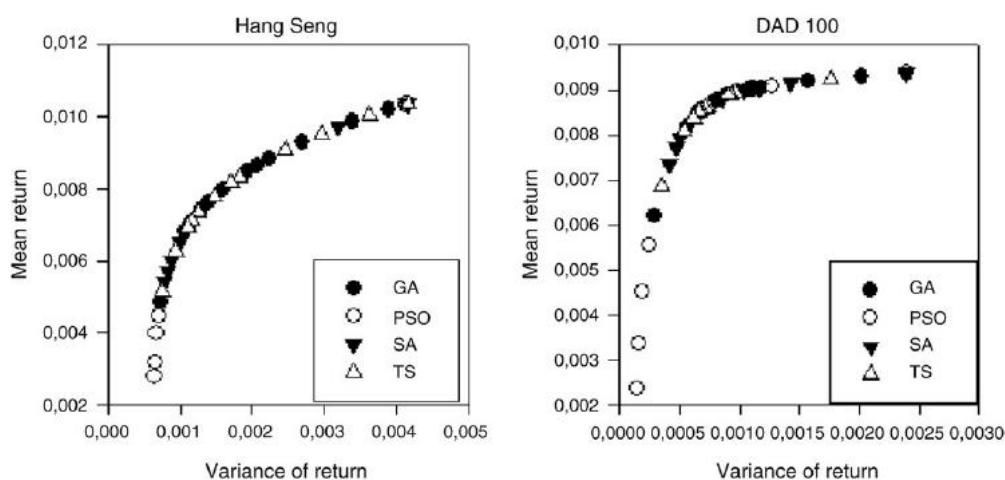 Hang Seng
0,012
0,010
0,008
0,006
0,004
0,002
Mean return
0,000 0,001 0,002 0,003 0,004 0,005
Variance of return
GA
PSO
SA
TS
DAD 100
0,010
0,009
0,008
0,007
0,006
0,005
0,004
0,003
0,002
Mean return
0,0000 0,0005 0,0010 0,0015 0,0020 0,0025 0,0030
Variance of return
GA
PSO
SA
TS